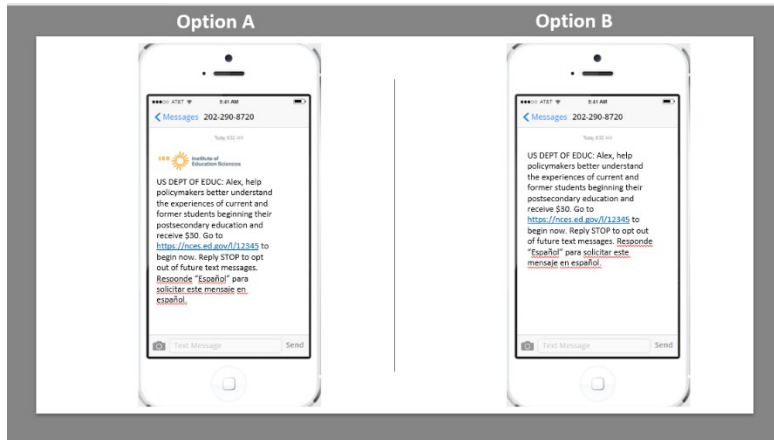 Option A
AT&T 9:41 AM
Messages 202-290-8720
IES Institute of
Education Sciences
US DEPT OF EDUC: Alex, help
policymakers better understand
the experiences of current and
former students beginning their
postsecondary education and
receive $30. Go to
https://nces.ed.gov/l/12345 to
begin now. Reply STOP to opt
out of future text messages.
Responde “Español” para
solicitar este mensaje en
español.
Text Message Send
Option B
AT&T 9:41 AM
Messages 202-290-8720
US DEPT OF EDUC: Alex, help
policymakers better understand
the experiences of current and
former students beginning their
postsecondary education and
receive $30. Go to
https://nces.ed.gov/l/12345 to
begin now. Reply STOP to opt out
of future text messages. Responde
“Español” para solicitar este
mensaje en español.
Text Message Send